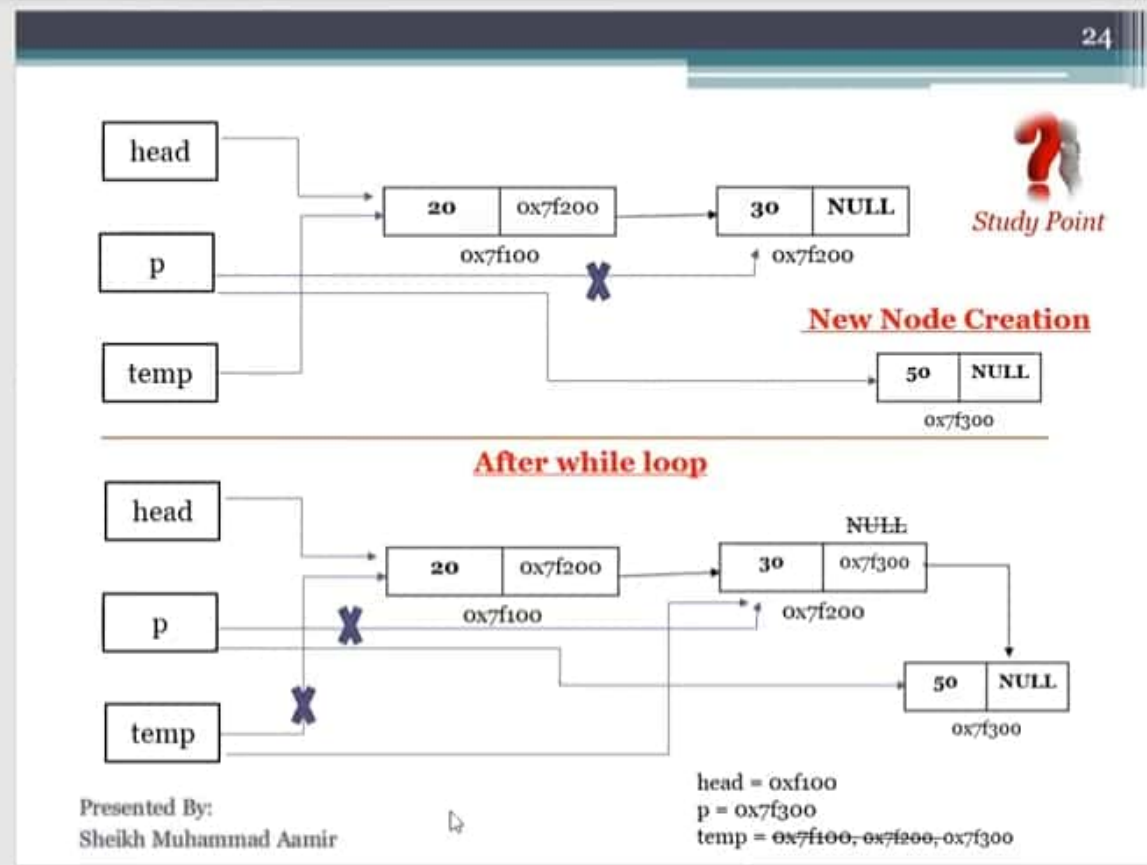 24
head
20 0x7f200
30 NULL
Study Point
p
0x7f100
0x7f200
New Node Creation
temp
50 NULL
0x7f300
After while loop
head
NULL
20 0x7f200
30 0x7f300
p
0x7f100
0x7f200
50 NULL
temp
0x7f300
head = 0xf100
p = 0x7f300
temp = 0x7f100, 0x7f200, 0x7f300
Presented By:
Sheikh Muhammad Aamir